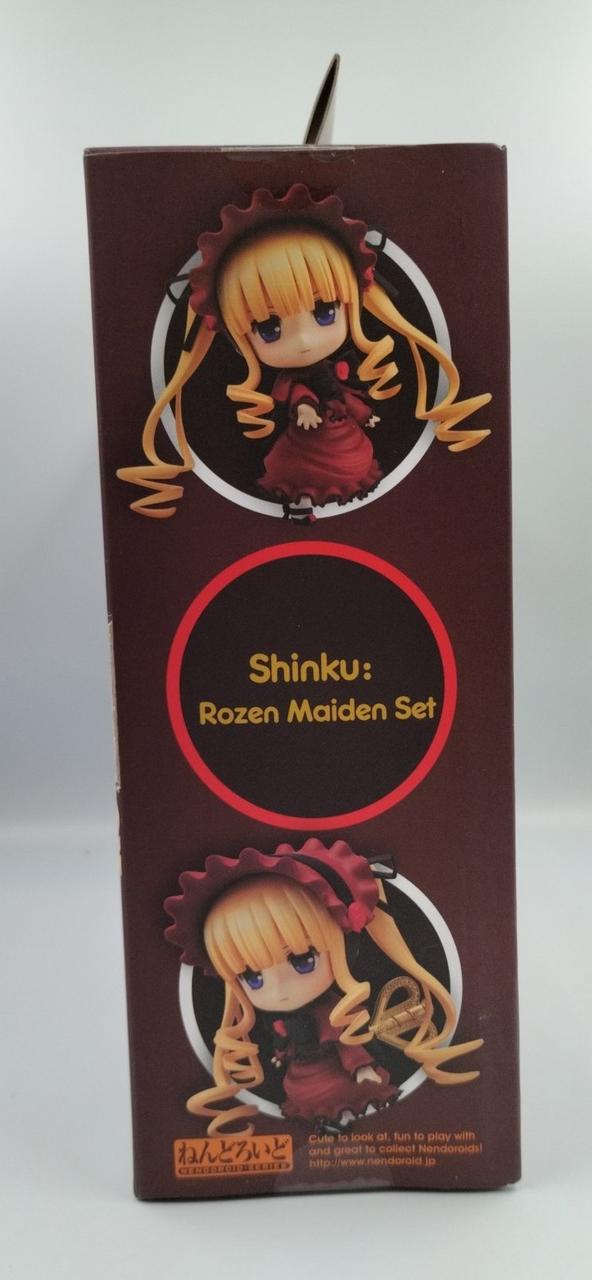 Shinku:
Rozen Maiden Set
ねんどろいど
NENDOROID SERIES
Cute to look at, fun to play with
and great to collect Nendoroids!
http://www.nendoroid.jp